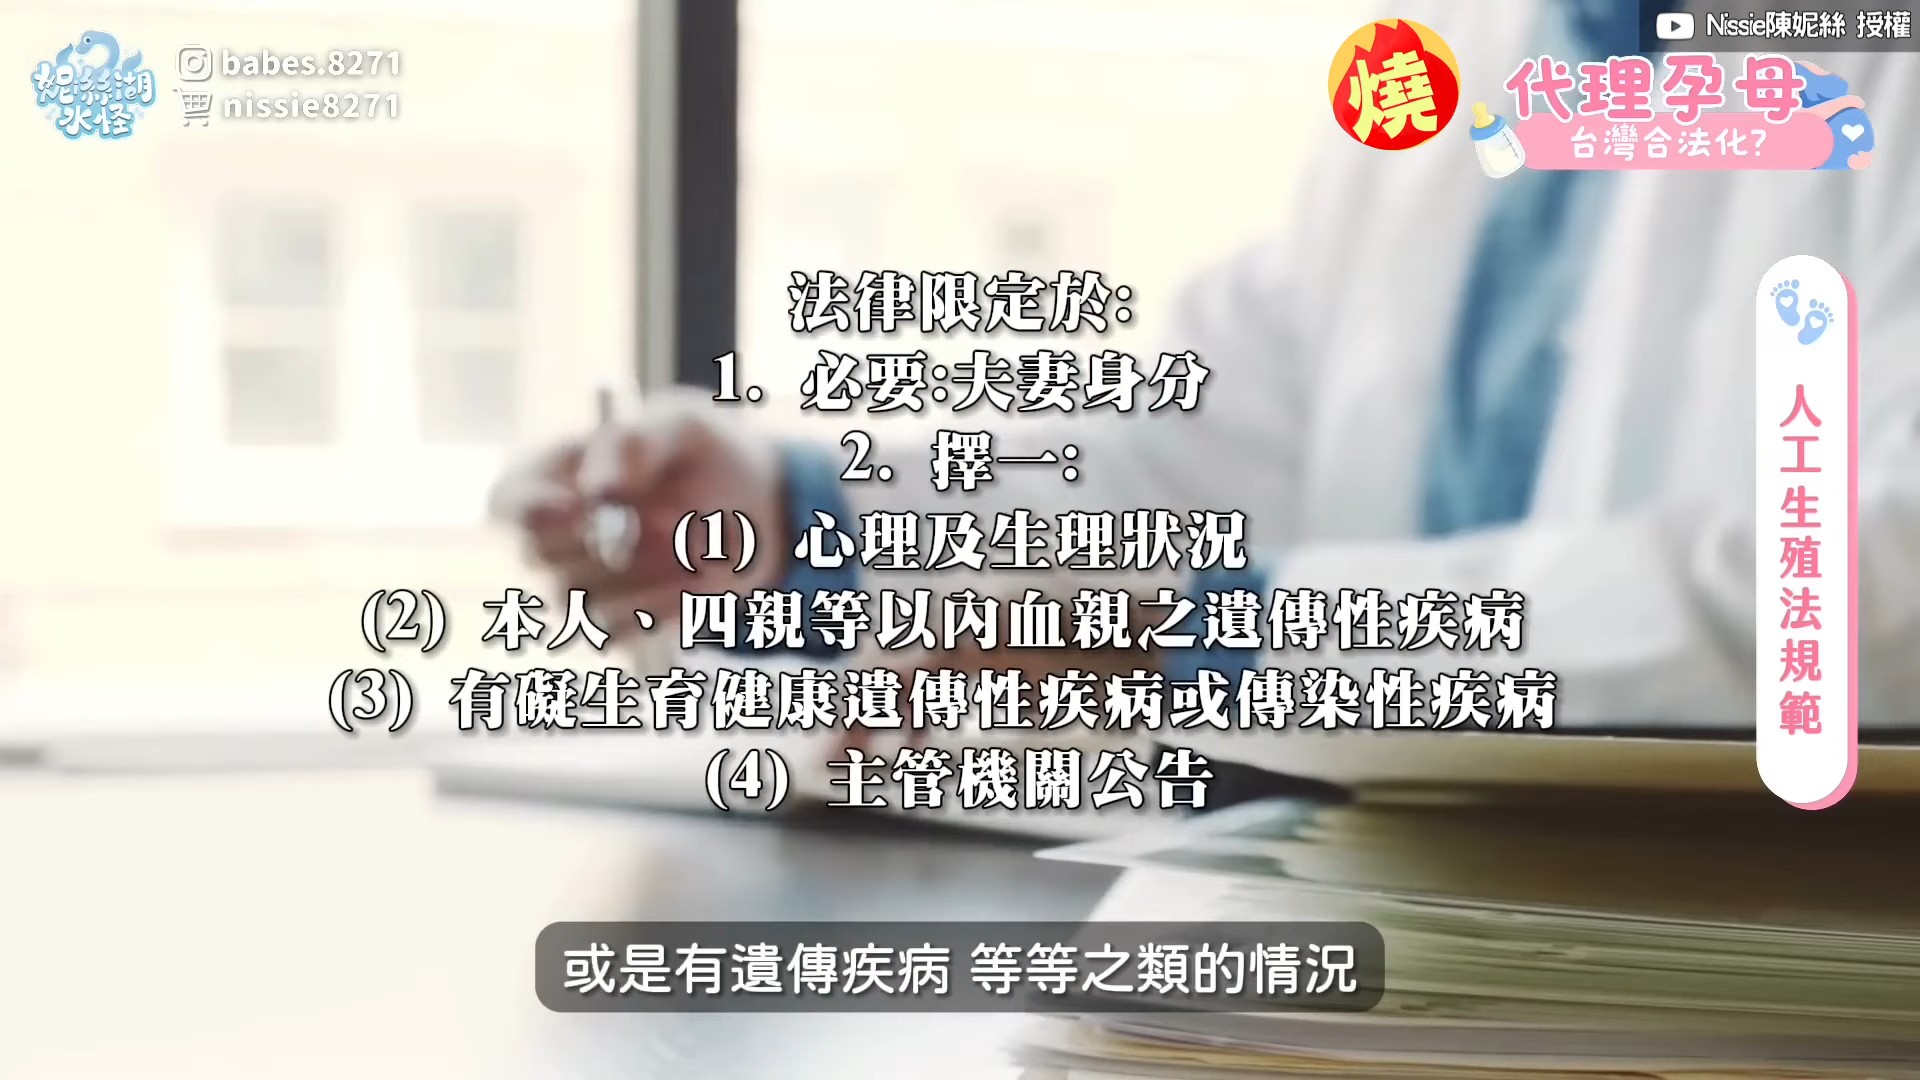 妮絲湖水怪
babes.8271
nissie8271
Nissie陳妮絲 授權
燒
代理孕母
台灣合法化?
法律限定於:
1. 必要:夫妻身分
2. 擇一:
(1) 心理及生理狀況
(2) 本人、四親等以內血親之遺傳性疾病
(3) 有礙生育健康遺傳性疾病或傳染性疾病
(4) 主管機關公告
人工生殖法規範
或是有遺傳疾病 等等之類的情況